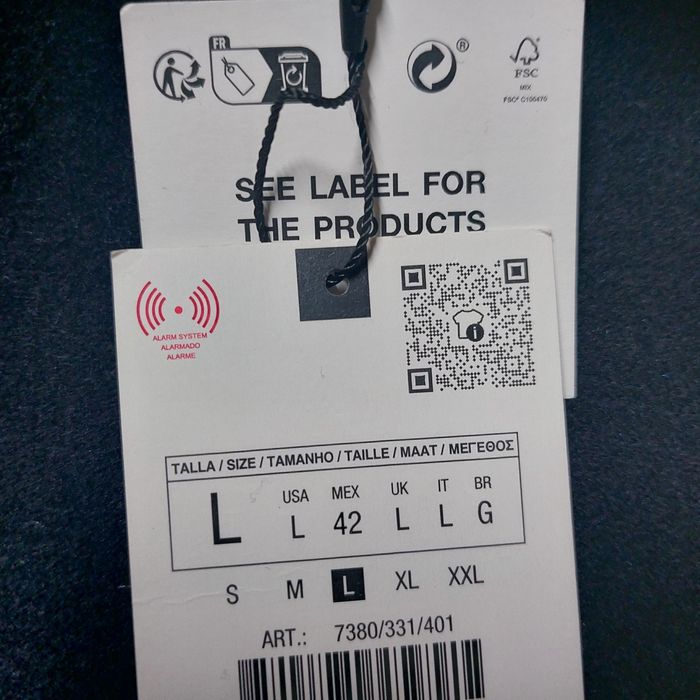 FR
®
FSC
MIX
FSC® C100470
SEE LABEL FOR
THE PRODUCTS
ALARM SYSTEM
ALARMADO
ALARME
i
TALLA / SIZE / TAMANHO / TAILLE / MAAT / ΜΕΓΕΘΟΣ
L
USA MEX UK IT BR
L 42 L L G
S M L XL XXL
ART.: 7380/331/401